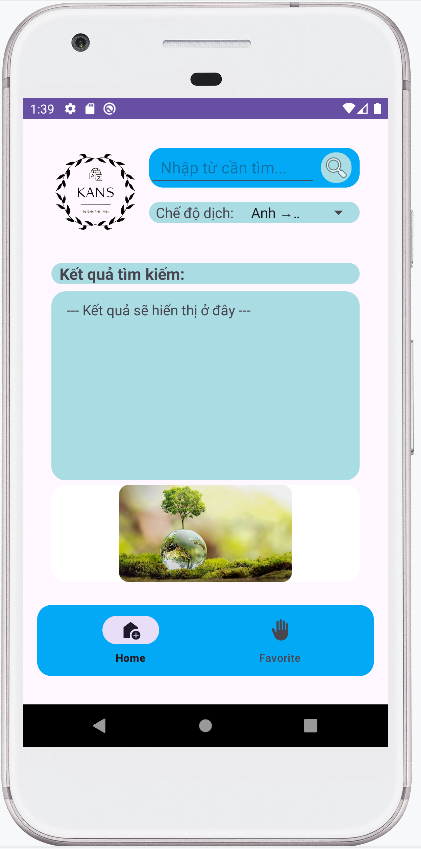 1:39
KANS
Nhập từ cần tìm...
Chế độ dịch: Anh →..
Kết quả tìm kiếm:
--- Kết quả sẽ hiển thị ở đây ---
Home
Favorite